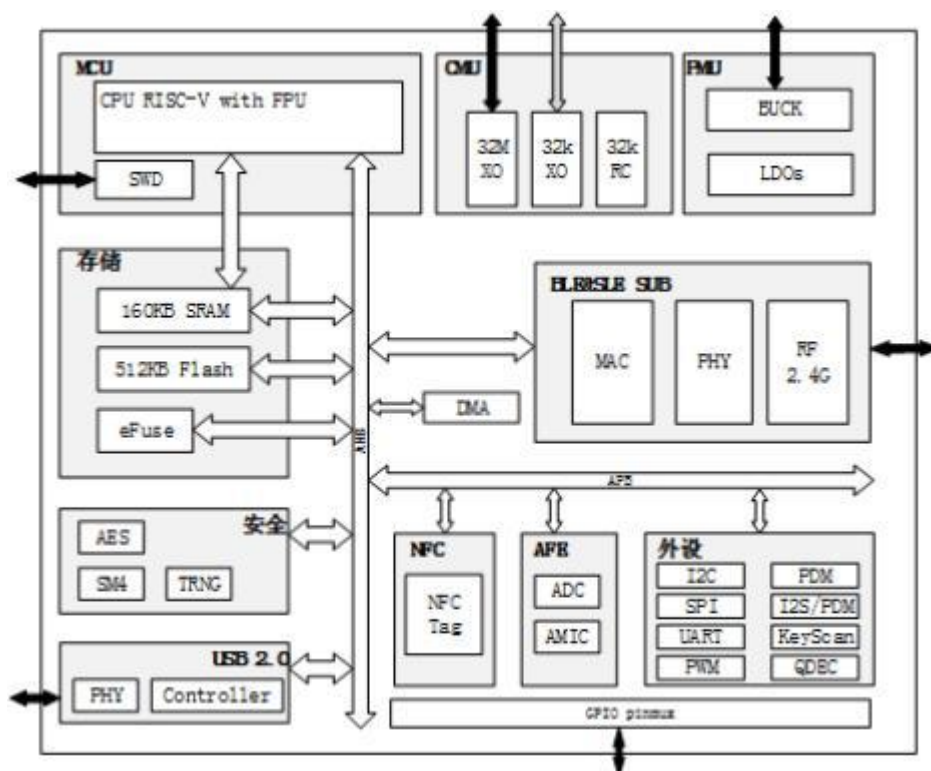 MCU
CPU RISC-V with FPU
SWD
CMU
32M
XO
32k
XO
32k
RC
PMU
BUCK
LDOs
存储
160KB SRAM
512KB Flash
eFuse
BLE&SLE SUB
MAC
PHY
RF
2.4G
DMA
AHB
APB
安全
AES
SM4
TRNG
USB 2.0
PHY
Controller
NFC
NFC
Tag
AFE
ADC
AMIC
外设
I2C
PDM
SPI
I2S/PDM
UART
KeyScan
PWM
QDEC
GPIO pinmux